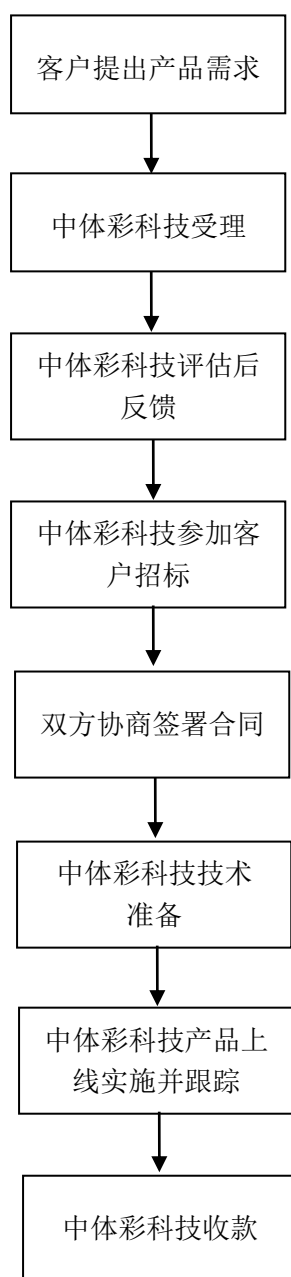 客户提出产品需求
中体彩科技受理
中体彩科技评估后
反馈
中体彩科技参加客
户招标
双方协商签署合同
中体彩科技技术
准备
中体彩科技产品上
线实施并跟踪
中体彩科技收款